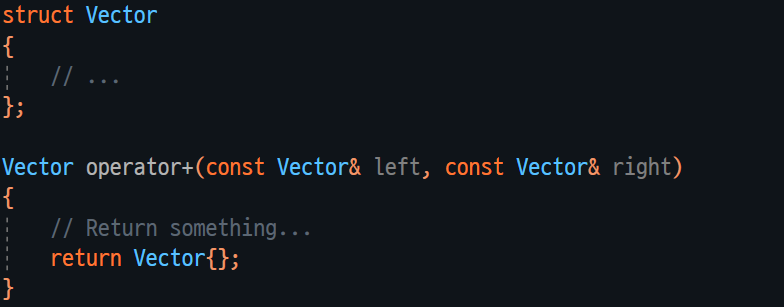 struct Vector
{
    // ...
};

Vector operator+(const Vector& left, const Vector& right)
{
    // Return something...
    return Vector{};
}